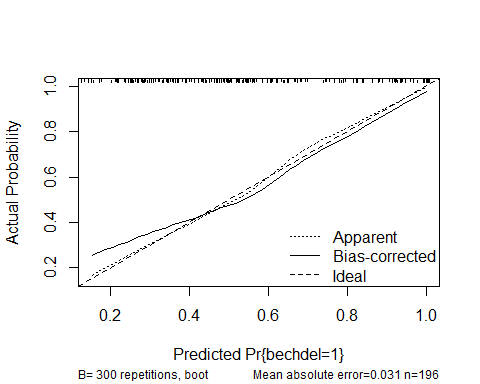 1.0
0.8
0.6
0.4
0.2
Actual Probability
Apparent
Bias-corrected
Ideal
0.2 0.4 0.6 0.8 1.0
Predicted Pr{bechdel=1}
B= 300 repetitions, boot Mean absolute error=0.031 n=196